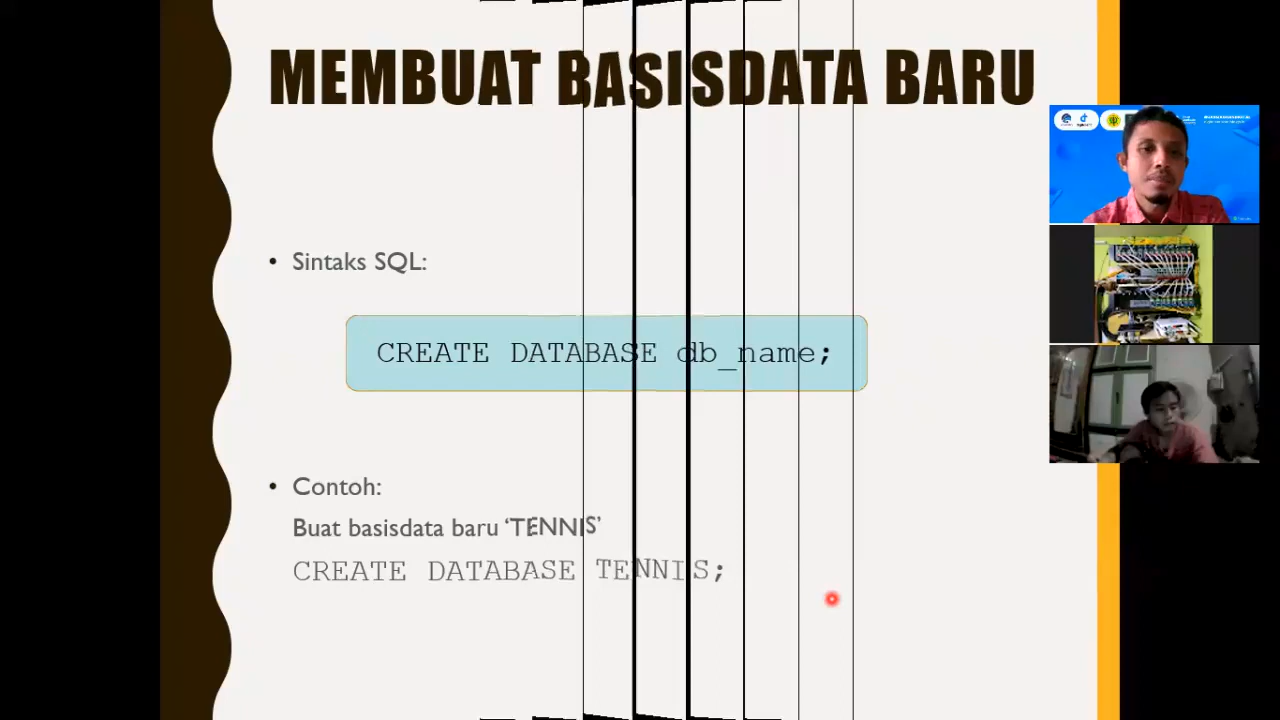 MEMBUAT BASISDATA BARU
• Sintaks SQL:
CREATE DATABASE db_name;
• Contoh:
Buat basisdata baru ‘TENNIS’
CREATE DATABASE TENNIS;